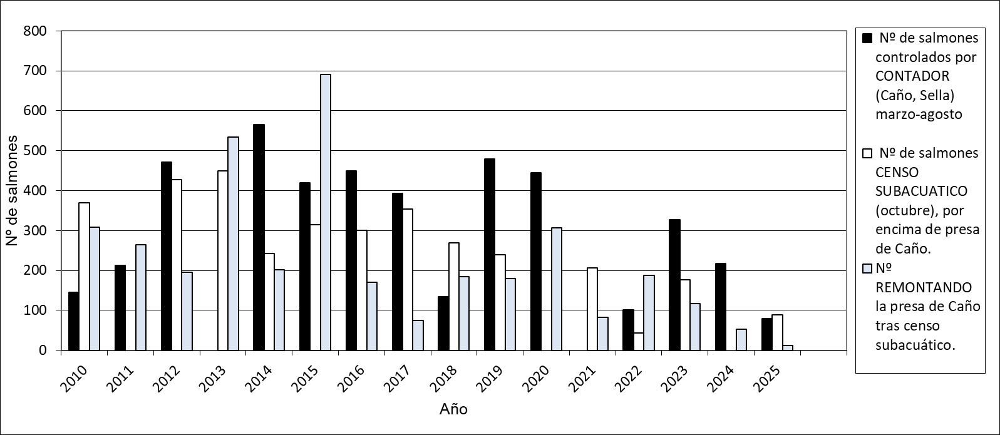 800
700
600
500
400
300
200
100
0
Nº de salmones
2010
2011
2012
2013
2014
2015
2016
2017
2018
2019
2020
2021
2022
2023
2024
2025
Año
Nº de salmones
controlados por
CONTADOR
(Caño, Sella)
marzo-agosto
Nº de salmones
CENSO
SUBACUATICO
(octubre), por
encima de presa
de Caño.
Nº
REMONTANDO
la presa de Caño
tras censo
subacuático.